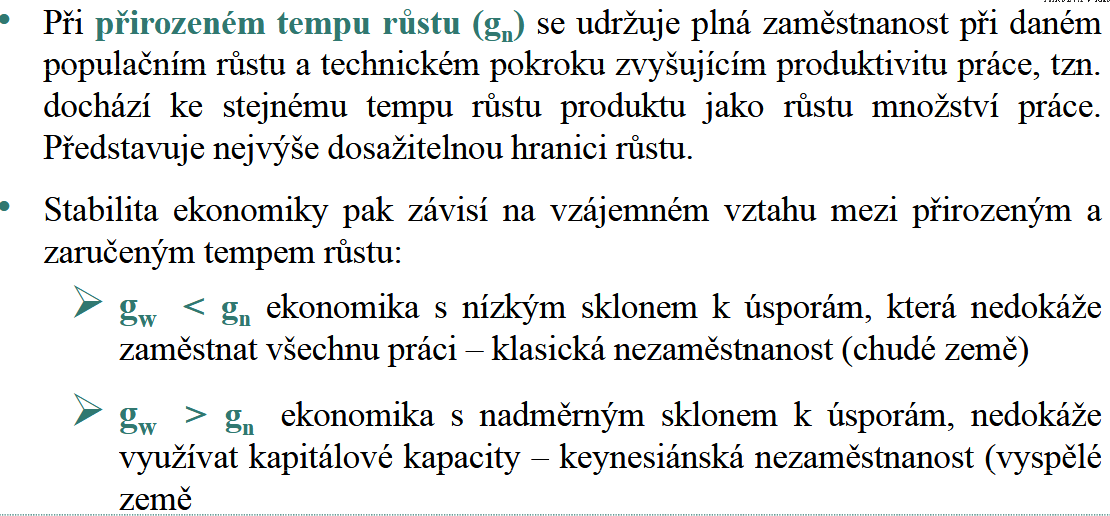 • Při přirozeném tempu růstu (gn) se udržuje plná zaměstnanost při daném
populačním růstu a technickém pokroku zvyšujícím produktivitu práce, tzn.
dochází ke stejnému tempu růstu produktu jako růstu množství práce.
Představuje nejvýše dosažitelnou hranici růstu.
• Stabilita ekonomiky pak závisí na vzájemném vztahu mezi přirozeným a
zaručeným tempem růstu:
➢ gw < gn ekonomika s nízkým sklonem k úsporám, která nedokáže
zaměstnat všechnu práci – klasická nezaměstnanost (chudé země)
➢ gw > gn ekonomika s nadměrným sklonem k úsporám, nedokáže
využívat kapitálové kapacity – keynesiánská nezaměstnanost (vyspělé
země